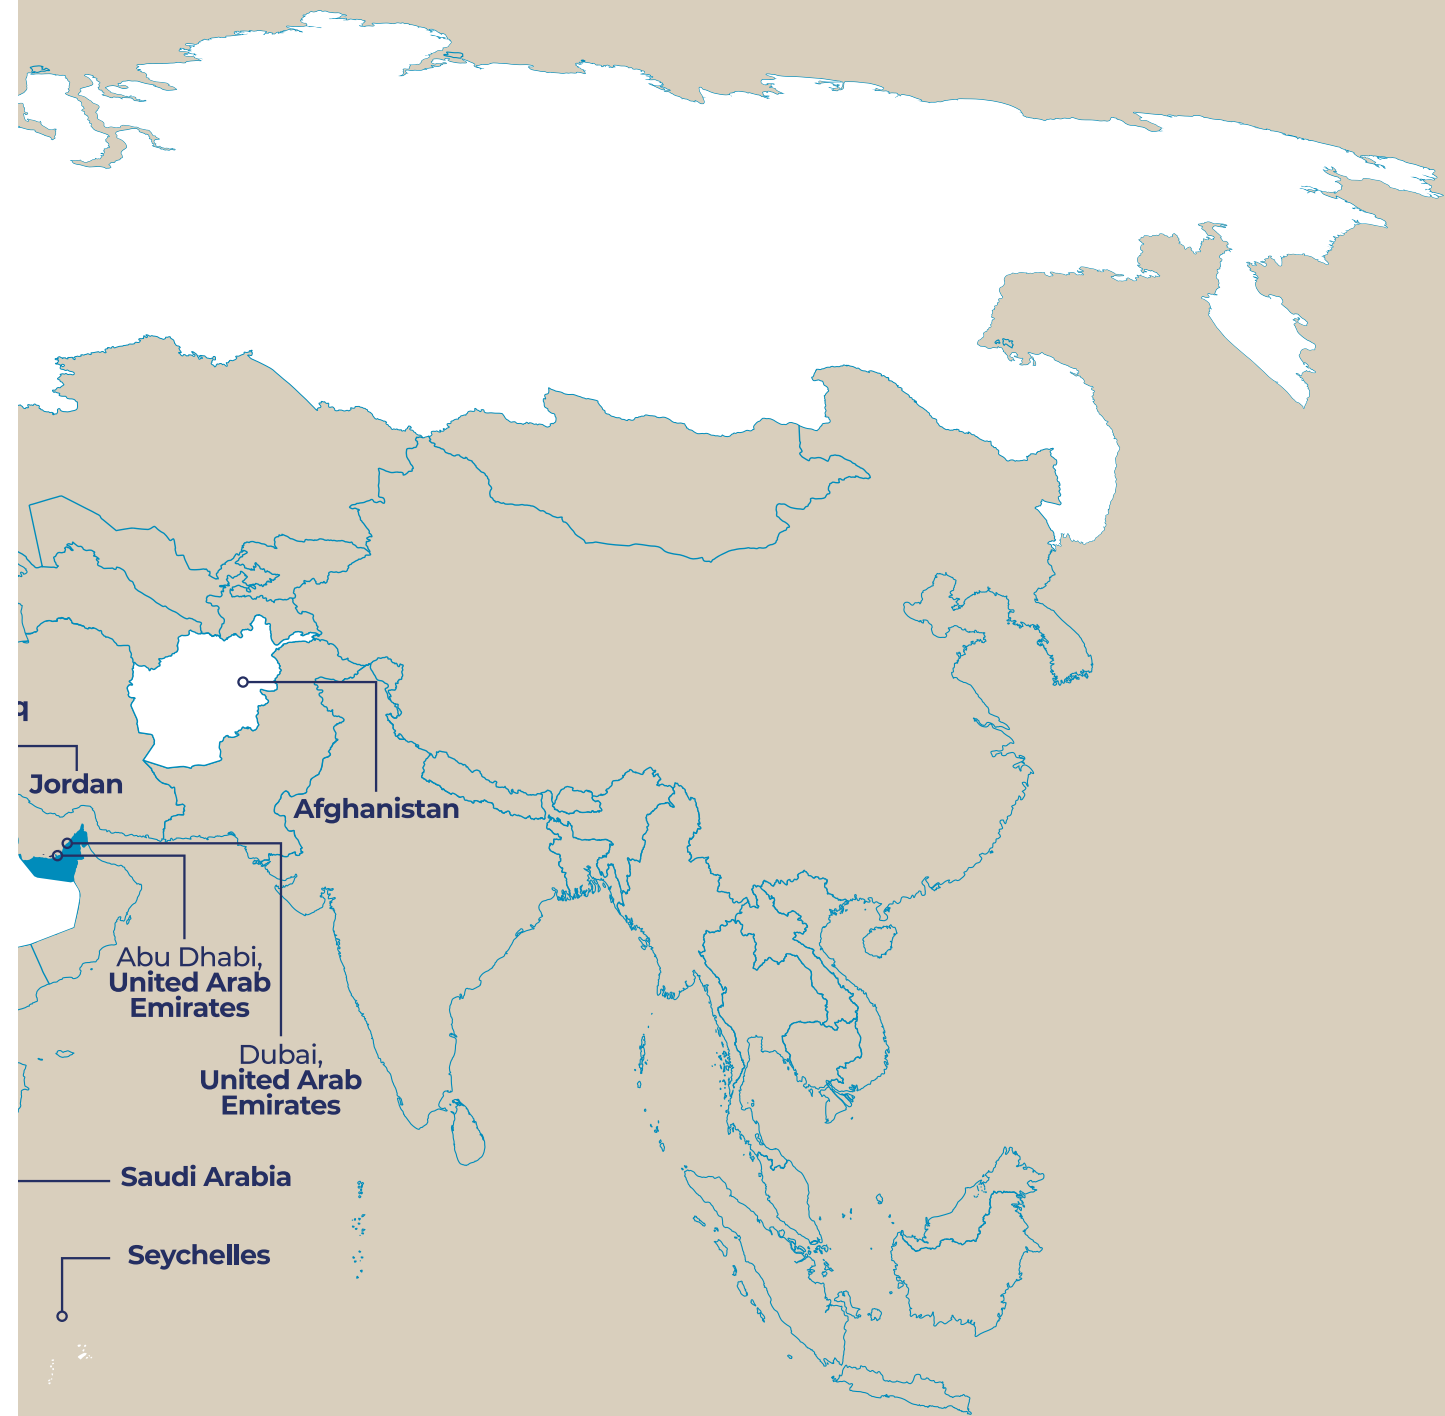 q
Jordan
Afghanistan
Abu Dhabi,
United Arab
Emirates
Dubai,
United Arab
Emirates
Saudi Arabia
Seychelles